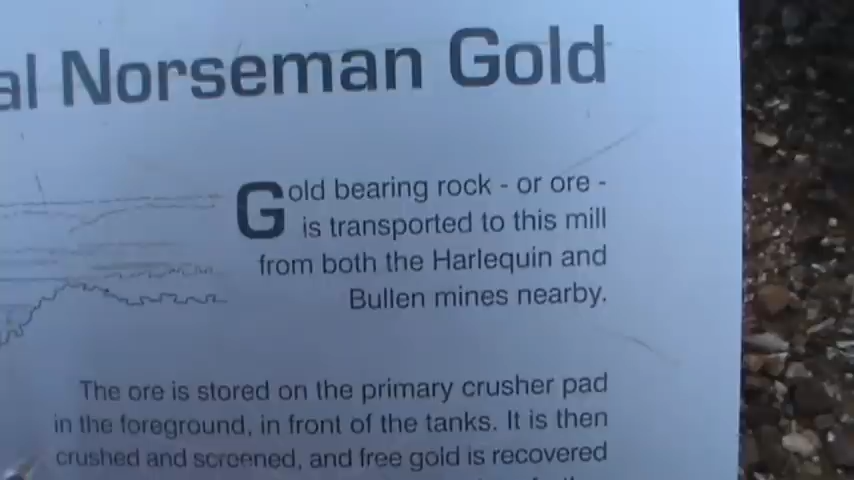 al Norseman Gold
Gold bearing rock - or ore -
is transported to this mill
from both the Harlequin and
Bullen mines nearby.
The ore is stored on the primary crusher pad
in the foreground, in front of the tanks. It is then
crushed and screened, and free gold is recovered